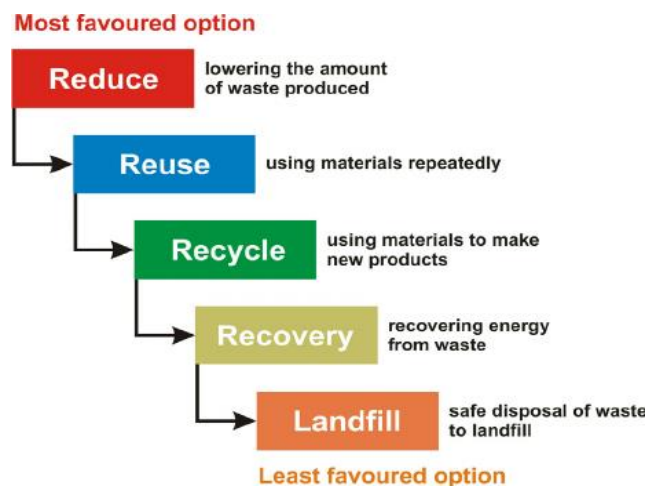 Most favoured option
Reduce
lowering the amount
of waste produced
Reuse
using materials repeatedly
Recycle
using materials to make
new products
Recovery
recovering energy
from waste
Landfill
safe disposal of waste
to landfill
Least favoured option